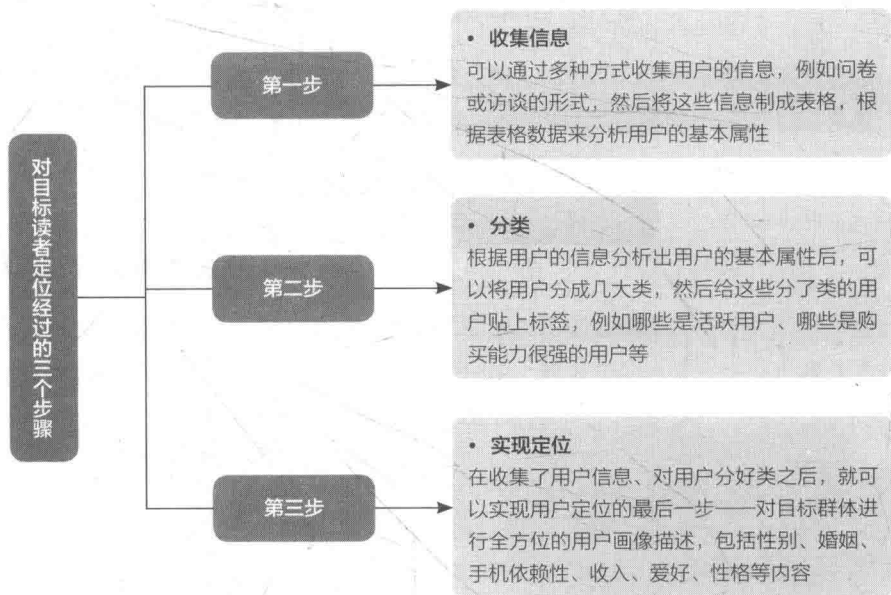 对目标读者定位经过的三个步骤
第一步
• 收集信息
可以通过多种方式收集用户的信息，例如问卷
或访谈的形式，然后将这些信息制成表格，根
据表格数据来分析用户的基本属性
第二步
• 分类
根据用户的信息分析出用户的基本属性后，可
以将用户分成几大类，然后给这些分了类的用
户贴上标签，例如哪些是活跃用户、哪些是购
买能力很强的用户等
第三步
• 实现定位
在收集了用户信息、对用户分好类之后，就可
以实现用户定位的最后一步——对目标群体进
行全方位的用户画像描述，包括性别、婚姻、
手机依赖性、收入、爱好、性格等内容